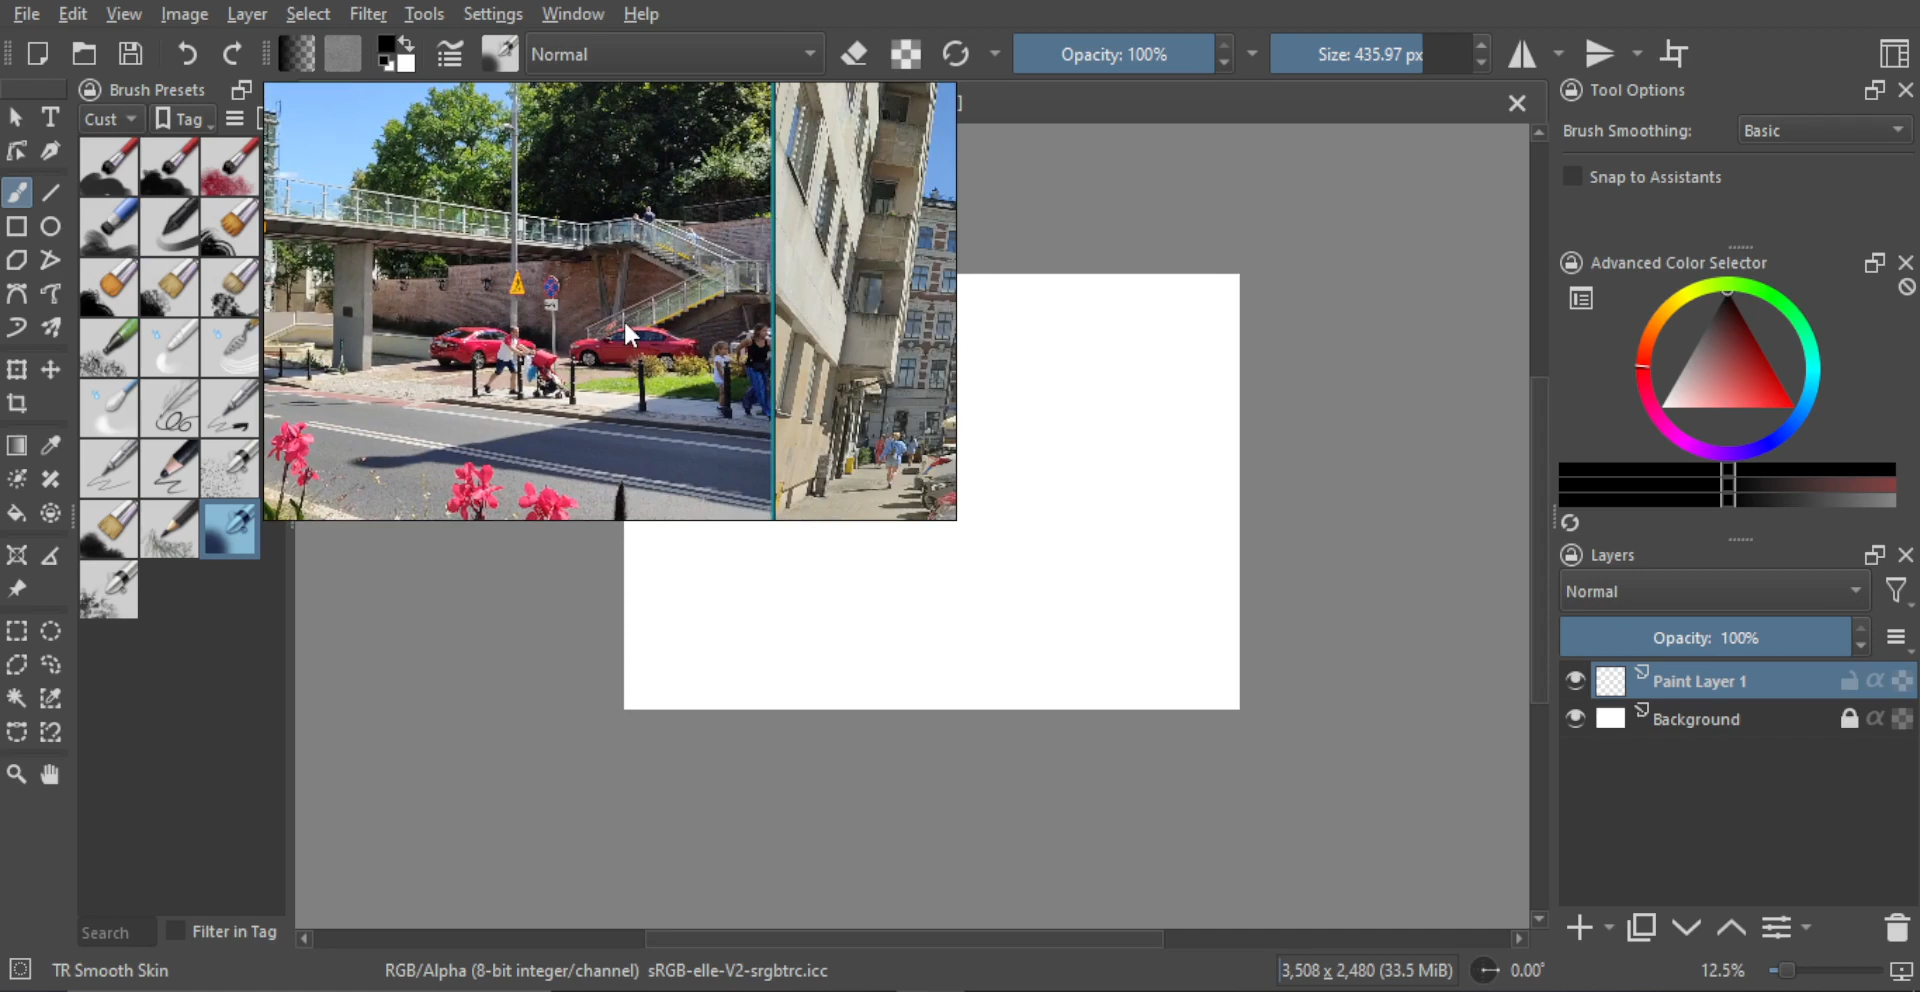 File Edit View Image Layer Select Filter Tools Settings Window Help
Normal Opacity: 100% Size: 435.97 px
Brush Presets
Cust Tag
Tool Options
Brush Smoothing: Basic
Snap to Assistants
Advanced Color Selector
Layers
Normal
Opacity: 100%
Paint Layer 1
Background
Search Filter in Tag
TR Smooth Skin RGB/Alpha (8-bit integer/channel) sRGB-elle-V2-srgbtrc.icc 3,508 x 2,480 (33.5 MiB) 0.00° 12.5%